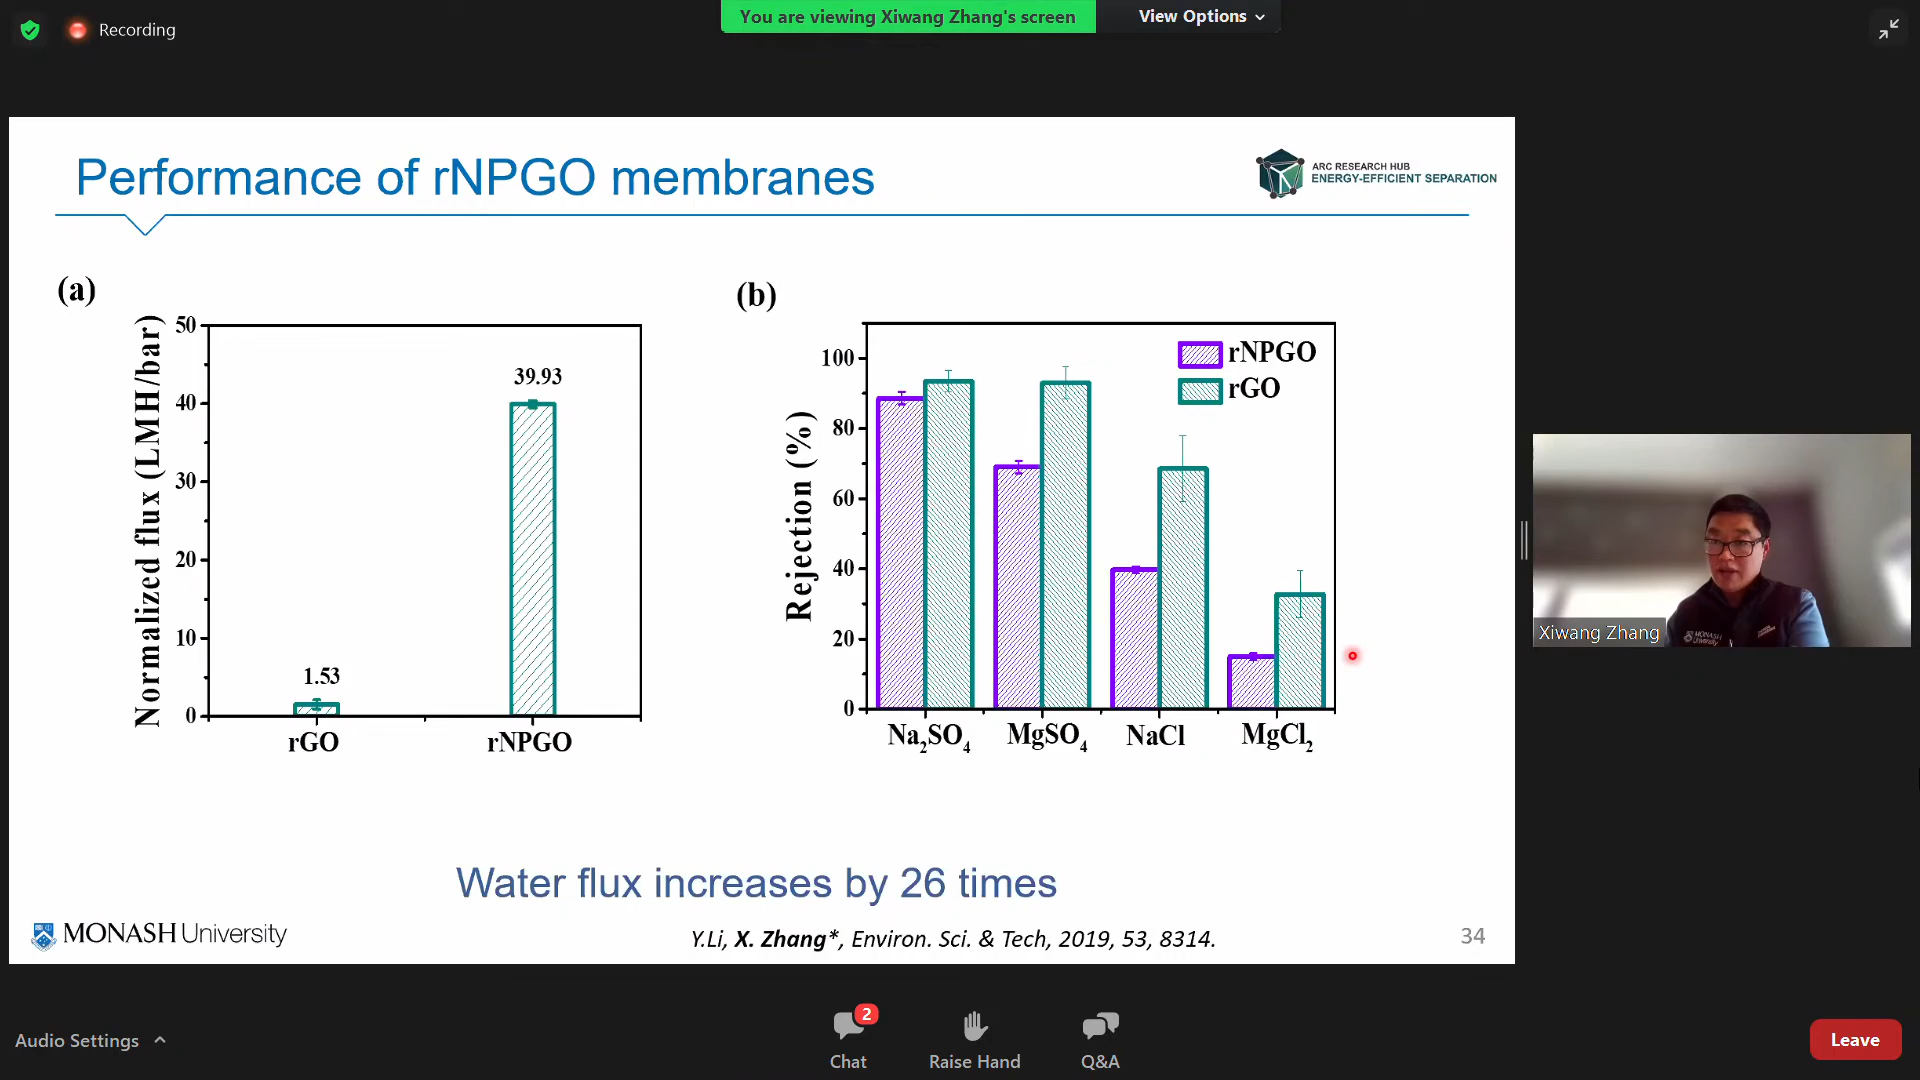 Recording
You are viewing Xiwang Zhang's screen
View Options
Performance of rNPGO membranes
ARC RESEARCH HUB
ENERGY-EFFICIENT SEPARATION
(a)
Normalized flux (LMH/bar)
50
40
30
20
10
0
1.53
39.93
rGO
rNPGO
(b)
Rejection (%)
100
80
60
40
20
0
rNPGO
rGO
Na₂SO₄
MgSO₄
NaCl
MgCl₂
Water flux increases by 26 times
MONASH University
Y.Li, X. Zhang*, Environ. Sci. & Tech, 2019, 53, 8314.
34
MONASH
University
Xiwang Zhang
Audio Settings
2
Chat
Raise Hand
Q&A
Leave